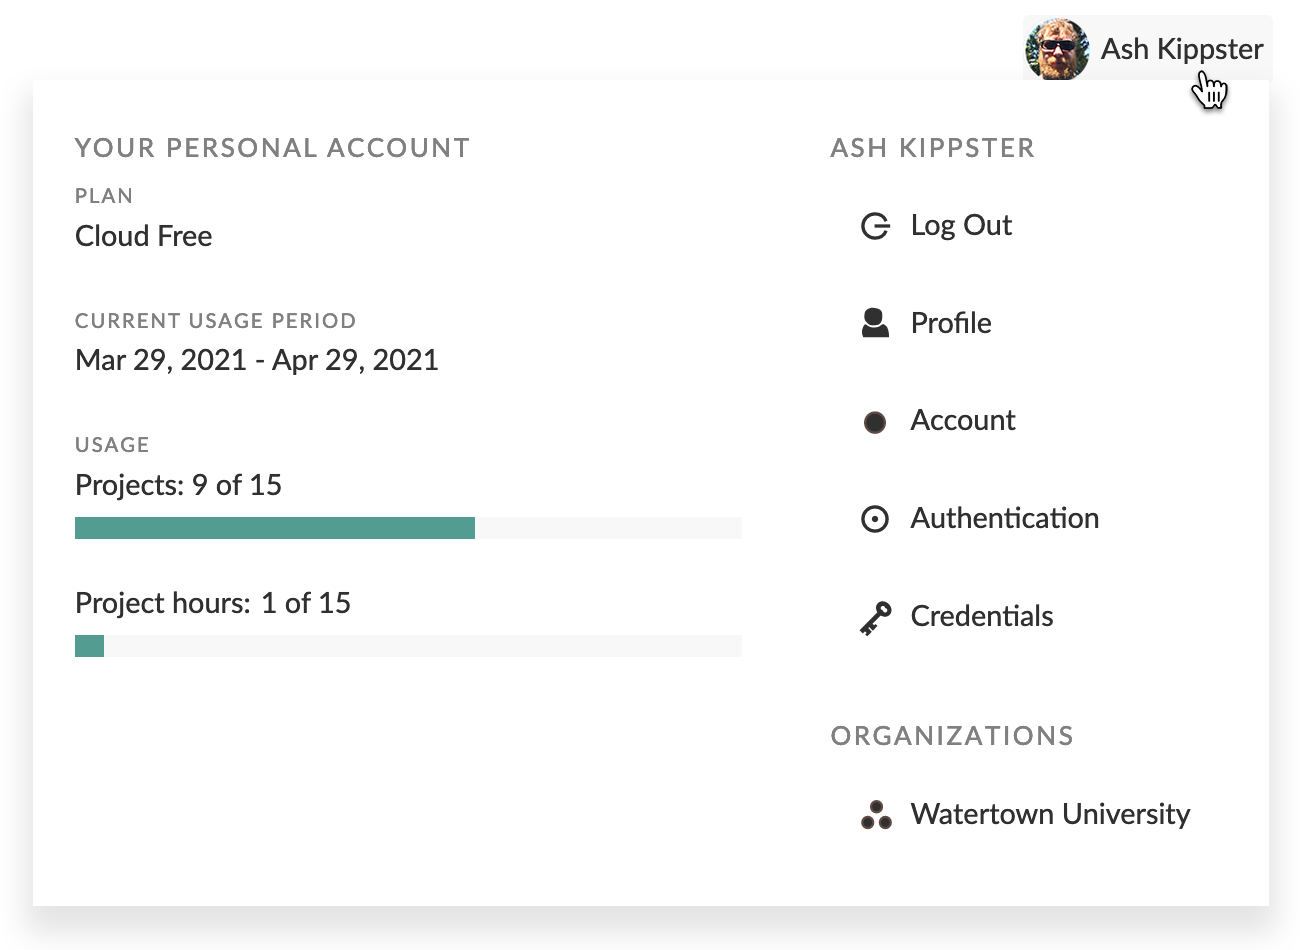 Ash Kippster
YOUR PERSONAL ACCOUNT
PLAN
Cloud Free
CURRENT USAGE PERIOD
Mar 29, 2021 - Apr 29, 2021
USAGE
Projects: 9 of 15
Project hours: 1 of 15
ASH KIPPSTER
Log Out
Profile
Account
Authentication
Credentials
ORGANIZATIONS
Watertown University